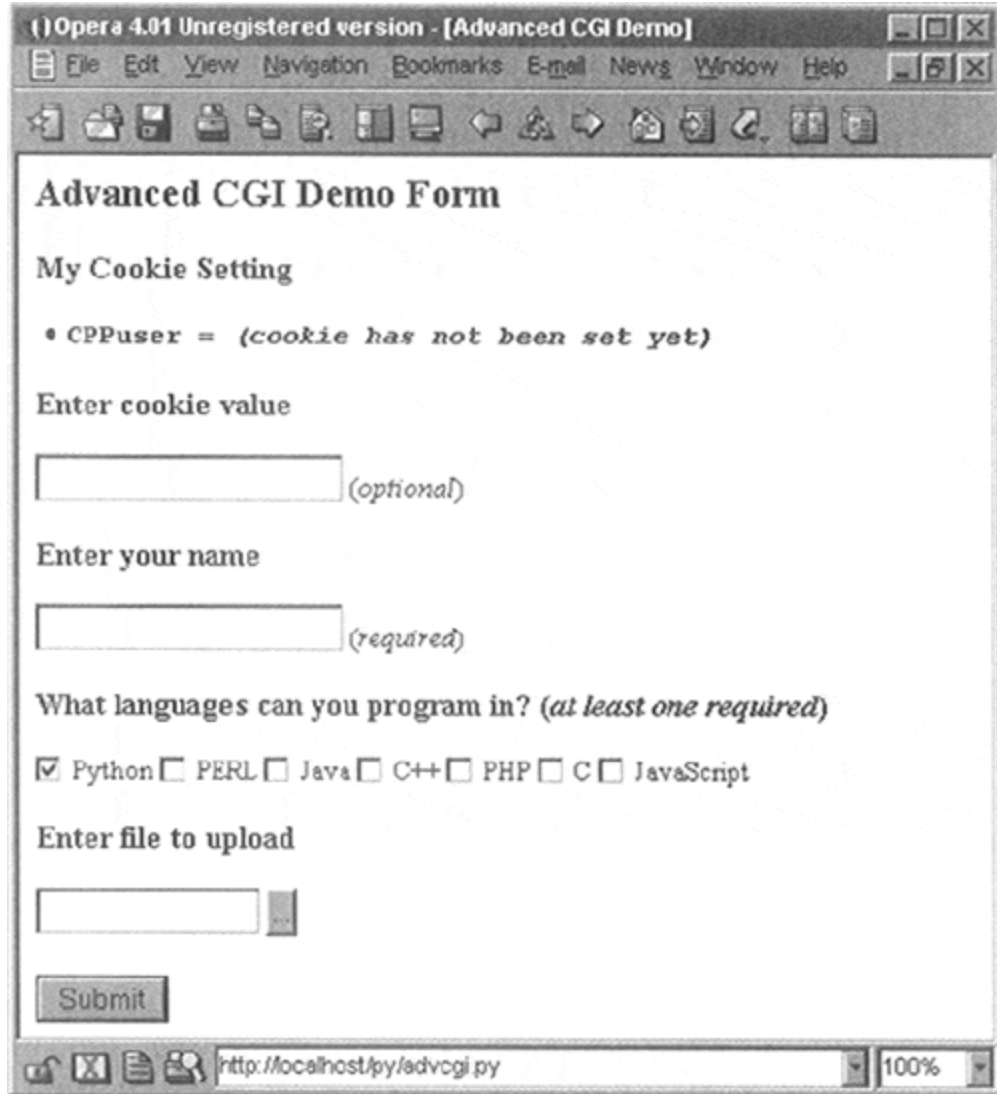 ()Opera 4.01 Unregistered version - [Advanced CGI Demo]
File Edit View Navigation Bookmarks E-mail News Window Help
Advanced CGI Demo Form
My Cookie Setting
• CPPuser = (cookie has not been set yet)
Enter cookie value
(optional)
Enter your name
(required)
What languages can you program in? (at least one required)
Python PERL Java C++ PHP C JavaScript
Enter file to upload
...
Submit
http://localhost/py/advcgi.py 100%